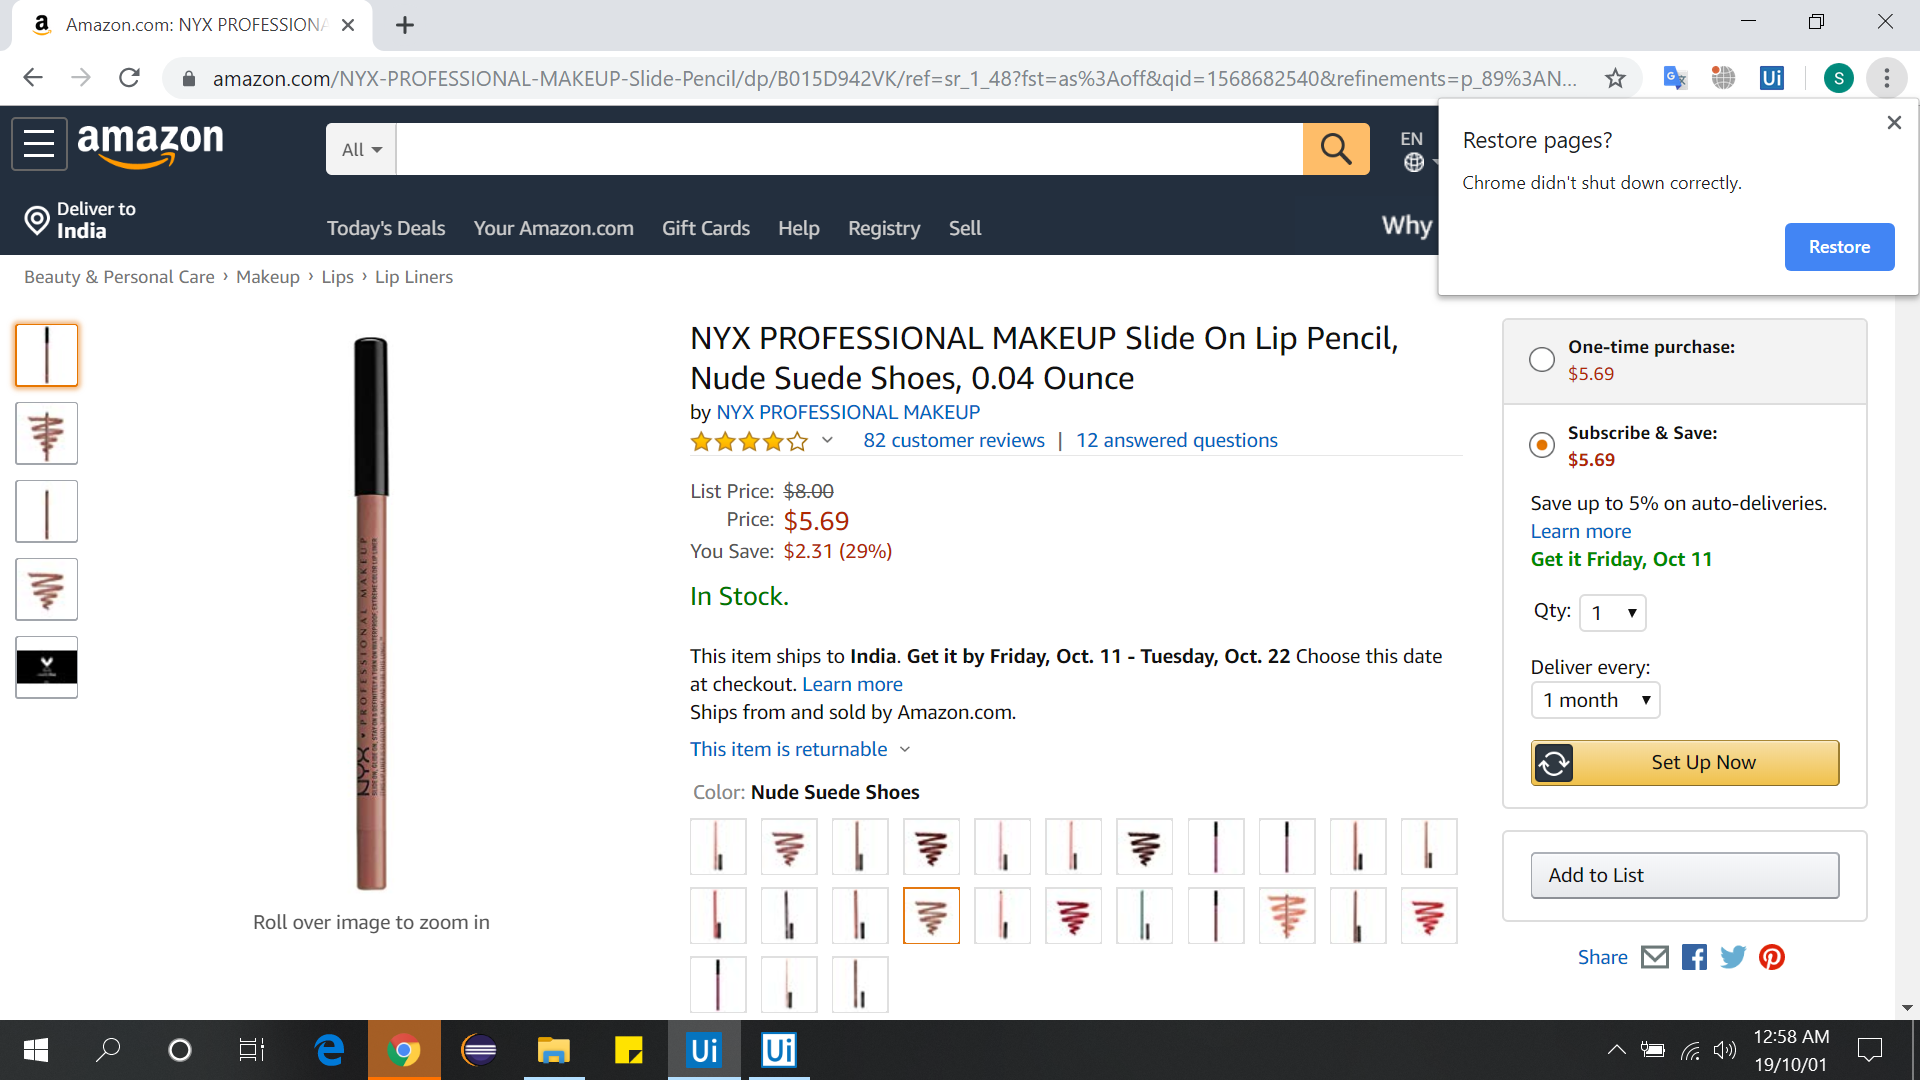 Amazon.com: NYX PROFESSIONA
amazon.com/NYX-PROFESSIONAL-MAKEUP-Slide-Pencil/dp/B015D942VK/ref=sr_1_48?fst=as%3Aoff&qid=1568682540&refinements=p_89%3AN...
S
Ui
Restore pages?
Chrome didn't shut down correctly.
Restore
amazon
All
EN
Deliver to
India
Today's Deals
Your Amazon.com
Gift Cards
Help
Registry
Sell
Why
Beauty & Personal Care › Makeup › Lips › Lip Liners
NYX PROFESSIONAL MAKEUP
Roll over image to zoom in
NYX PROFESSIONAL MAKEUP Slide On Lip Pencil,
Nude Suede Shoes, 0.04 Ounce
by NYX PROFESSIONAL MAKEUP
82 customer reviews | 12 answered questions
List Price: $8.00
Price: $5.69
You Save: $2.31 (29%)
In Stock.
This item ships to India. Get it by Friday, Oct. 11 - Tuesday, Oct. 22 Choose this date
at checkout. Learn more
Ships from and sold by Amazon.com.
This item is returnable
Color: Nude Suede Shoes
One-time purchase:
$5.69
Subscribe & Save:
$5.69
Save up to 5% on auto-deliveries.
Learn more
Get it Friday, Oct 11
Qty: 1
Deliver every:
1 month
Set Up Now
Add to List
Share
Ui
Ui
12:58 AM
19/10/01